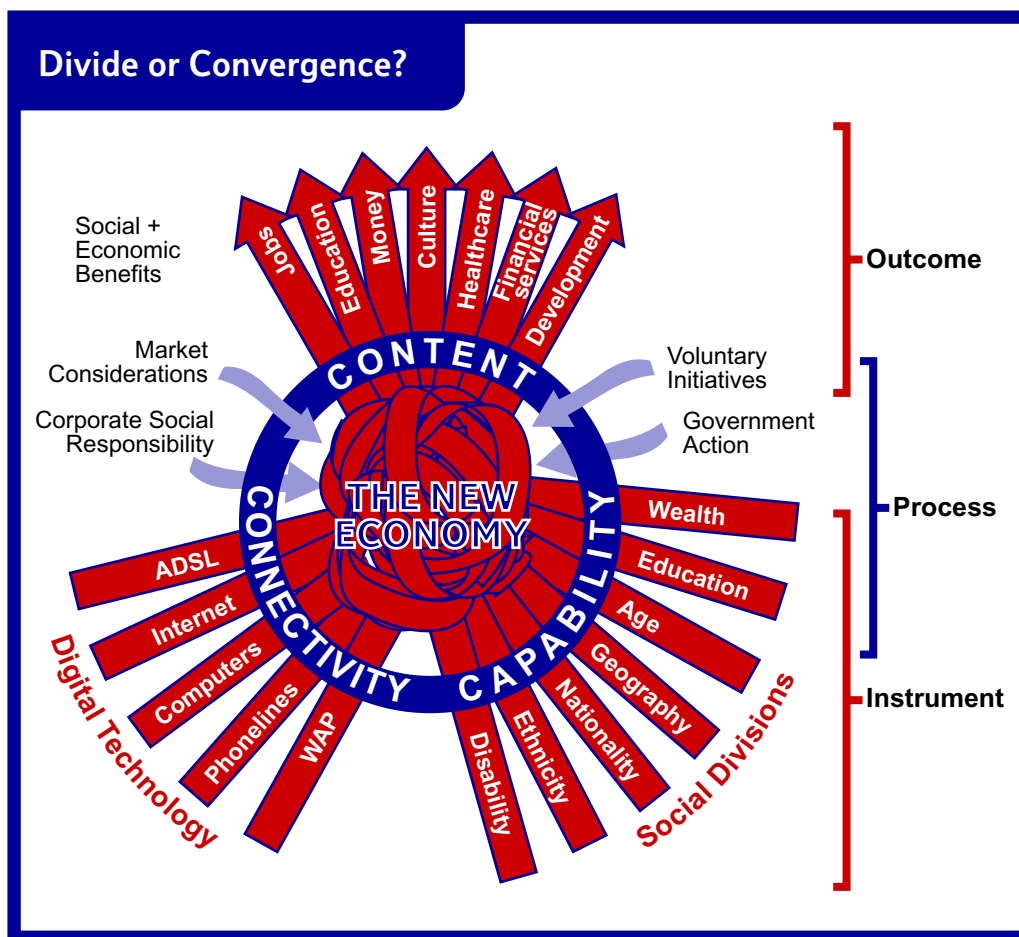 Divide or Convergence?
Social +
Economic
Benefits
Jobs
Education
Money
Culture
Healthcare
Financial
services
Development
Outcome
Market
Considerations
Corporate Social
Responsibility
Voluntary
Initiatives
Government
Action
CONTENT
CONNECTIVITY
CAPABILITY
THE NEW
ECONOMY
Process
ADSL
Internet
Computers
Phonelines
WAP
Digital Technology
Wealth
Education
Age
Geography
Nationality
Ethnicity
Disability
Social Divisions
Instrument